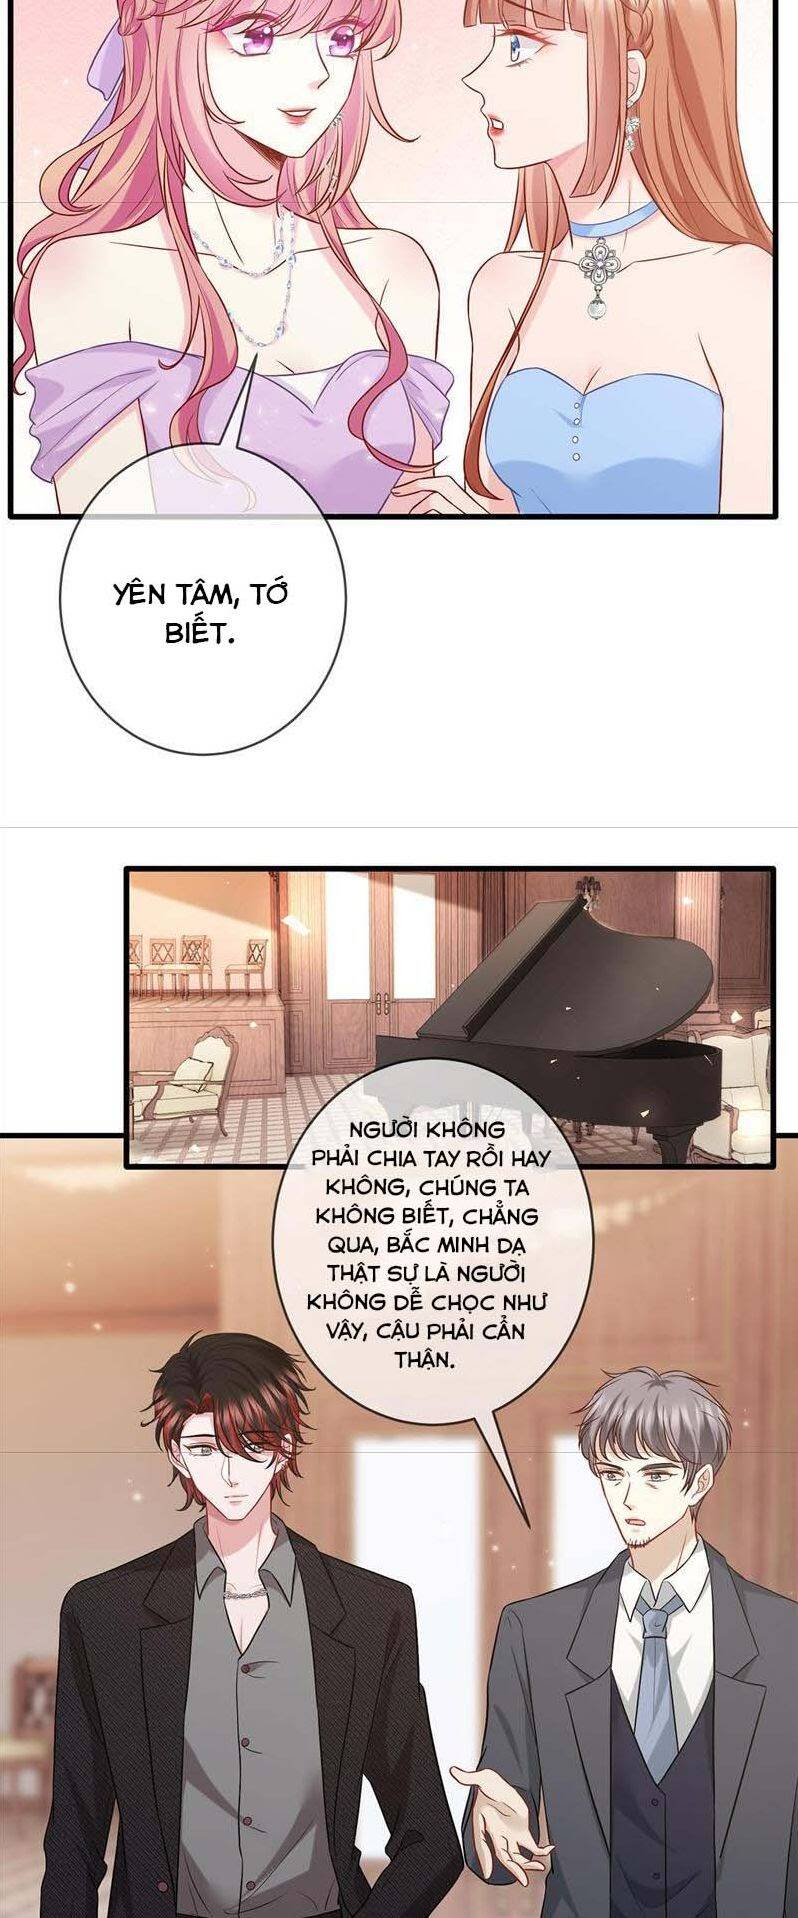 YÊN TÂM, TỚ
BIẾT.
NGƯỜI KHÔNG
PHẢI CHIA TAY RỒI HAY
KHÔNG, CHÚNG TA
KHÔNG BIẾT, CHẲNG
QUA, BẮC MINH DẠ
THẬT SỰ LÀ NGƯỜI
KHÔNG DỄ CHỌC NHƯ
VẬY, CẬU PHẢI CẨN
THẬN.